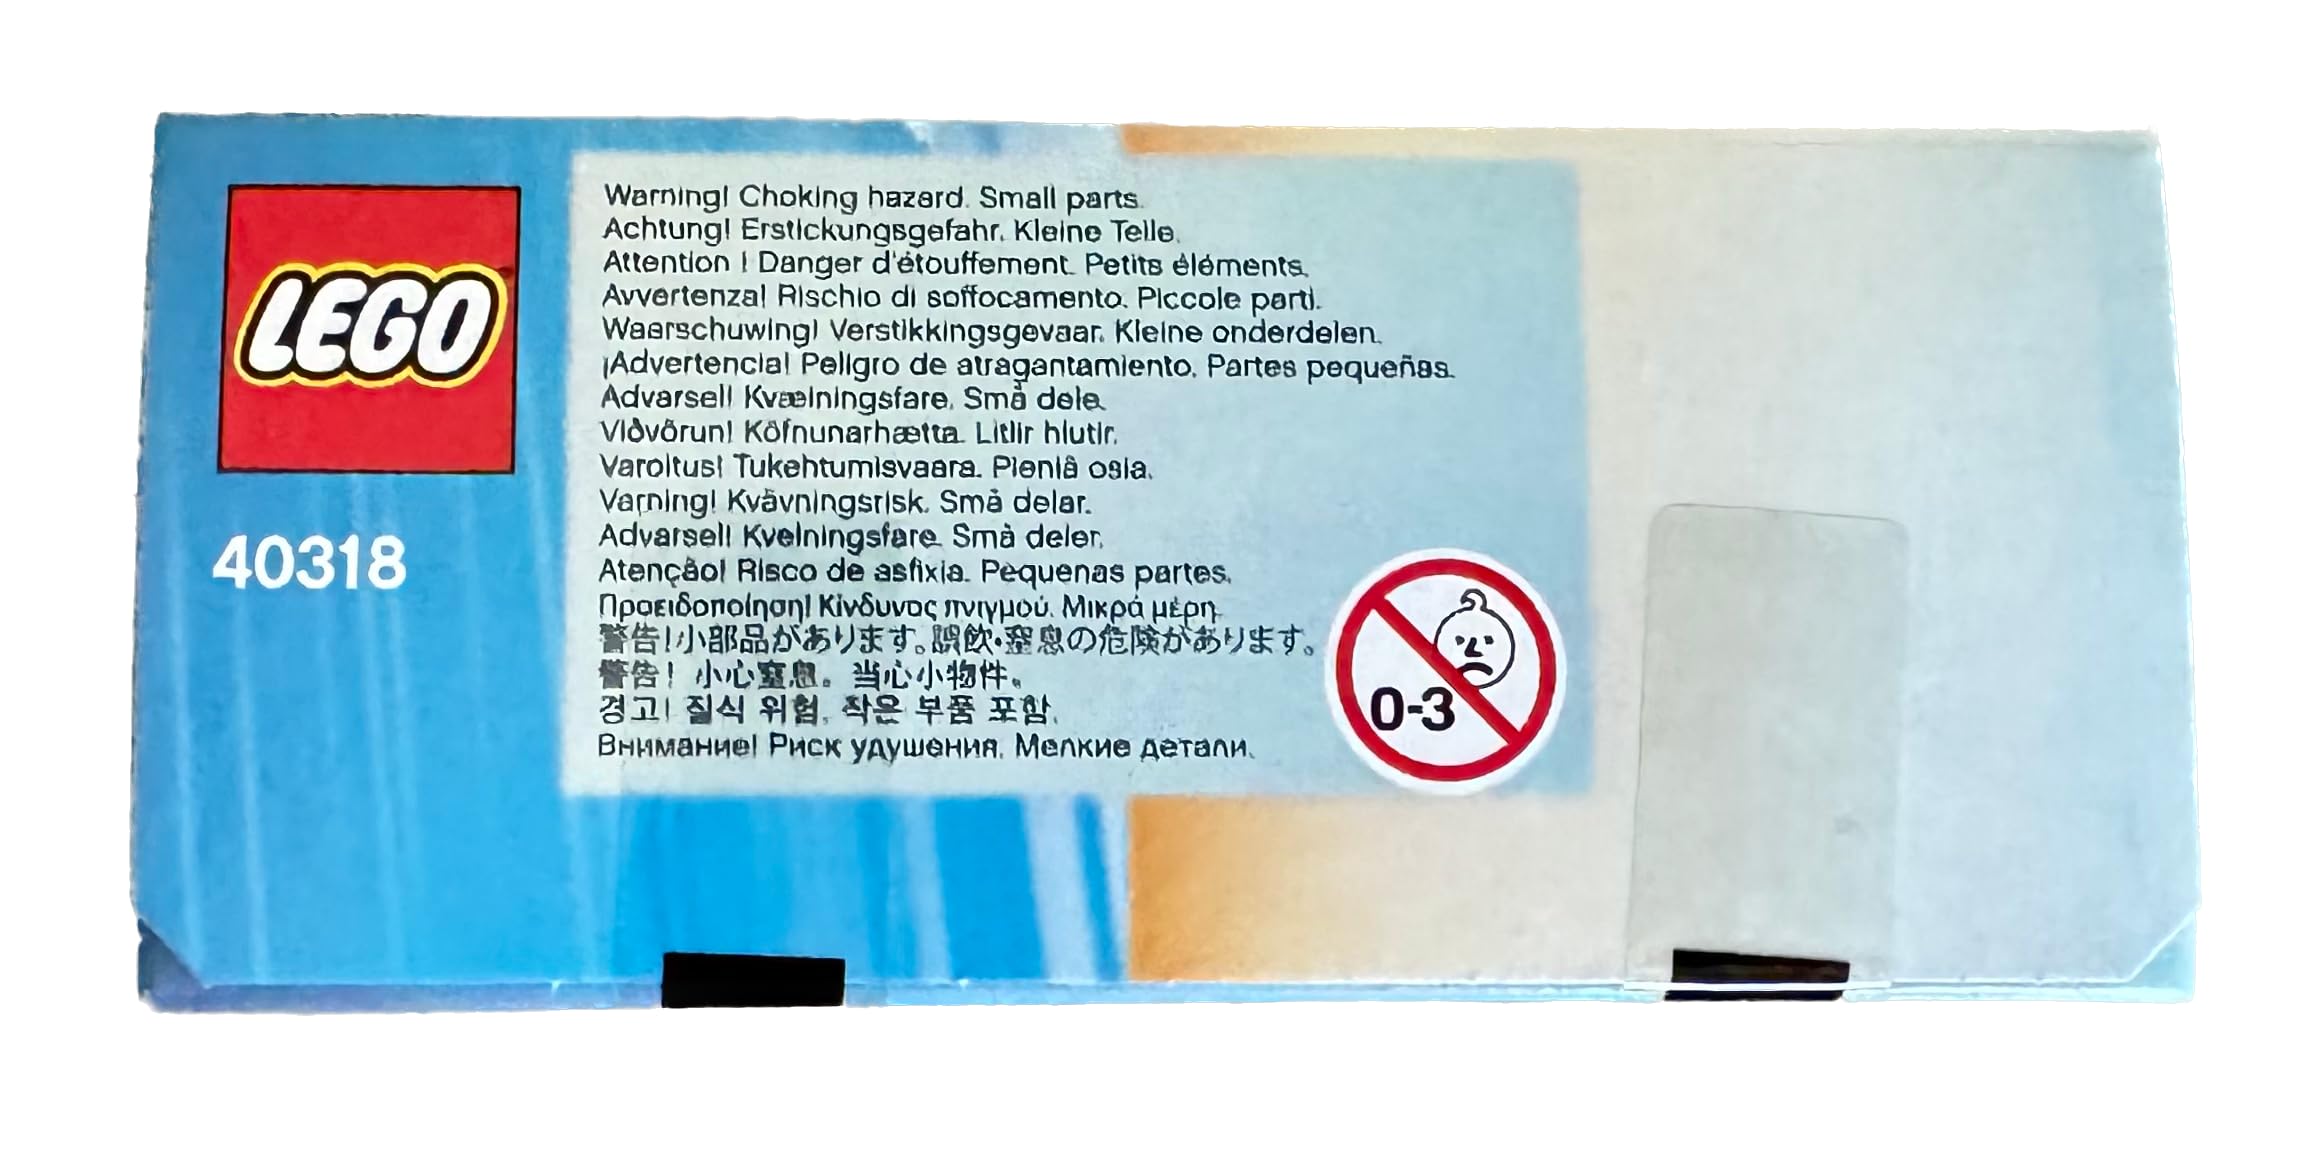 LEGO
40318
Warning! Choking hazard. Small parts.
Achtung! Erstickungsgefahr. Kleine Teile.
Attention ! Danger d'étouffement. Petits éléments.
Avvertenza! Rischio di soffocamento. Piccole parti.
Waarschuwing! Verstikkingsgevaar. Kleine onderdelen.
¡Advertencia! Peligro de atragantamiento. Partes pequeñas.
Advarsel! Kvælningsfare. Små dele.
Viðvörun! Köfnunarhætta. Litlir hlutir.
Varoitus! Tukehtumisvaara. Pieniä osia.
Varning! Kvävningsrisk. Små delar.
Advarsel! Kvelningsfare. Små deler.
Atenção! Risco de asfixia. Pequenas partes.
Προειδοποίηση! Κίνδυνος πνιγμού. Μικρά μέρη.
警告!小部品があります。誤飲・窒息の危険があります。
警告! 小心窒息。当心小物件。
경고! 질식 위험. 작은 부품 포함.
Внимание! Риск удушения. Мелкие детали.
0-3